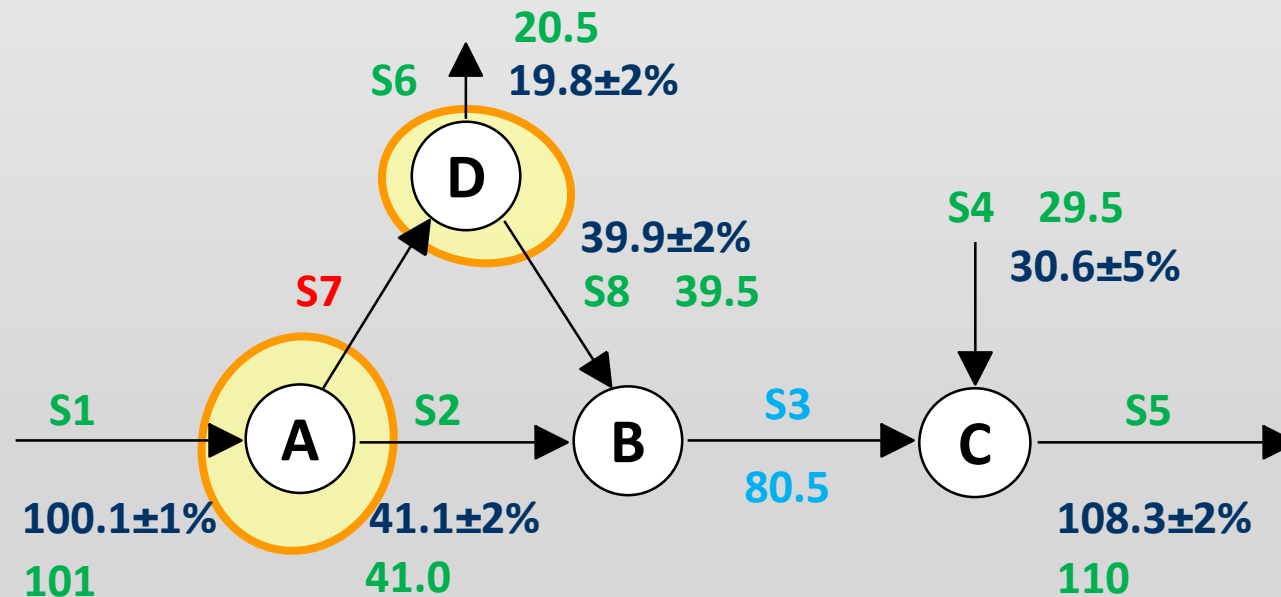 20.5
S6 19.8±2%
D
S4 29.5
39.9±2%
30.6±5%
S7
S8 39.5
S1
S2
S3
S5
A
B
C
80.5
100.1±1%
41.1±2%
108.3±2%
101
41.0
110